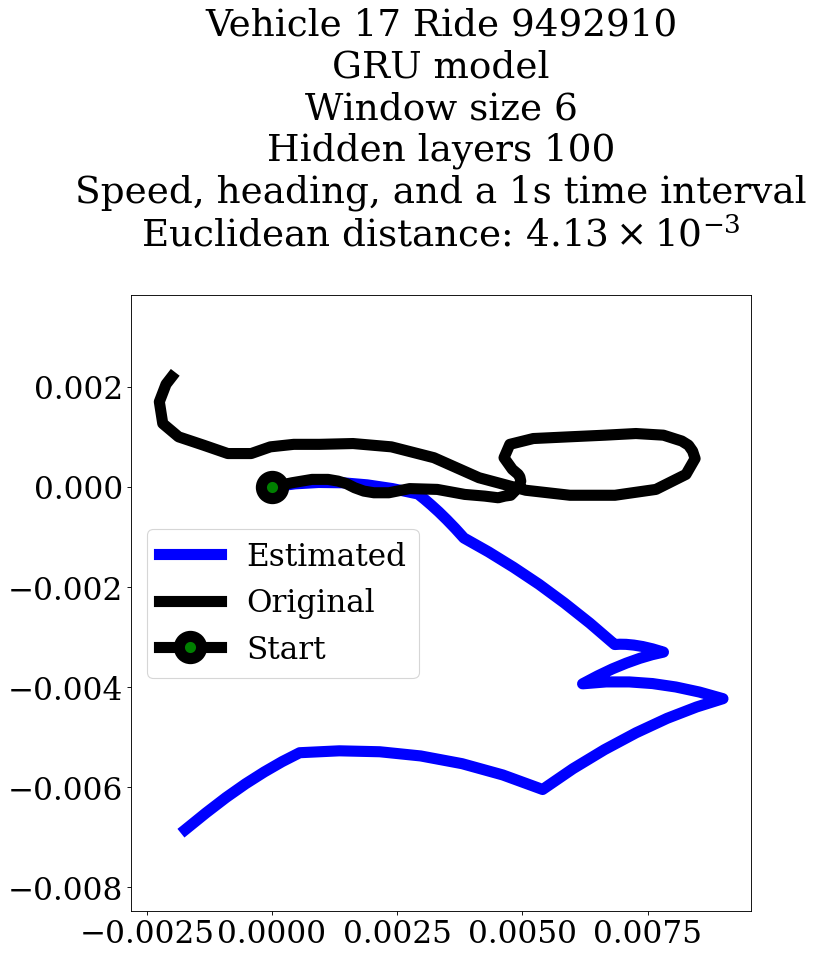 Vehicle 17 Ride 9492910
GRU model
Window size 6
Hidden layers 100
Speed, heading, and a 1s time interval
Euclidean distance: 4.13 × 10⁻³
0.002
0.000
−0.002
−0.004
−0.006
−0.008
Estimated
Original
Start
−0.0025 0.0000 0.0025 0.0050 0.0075